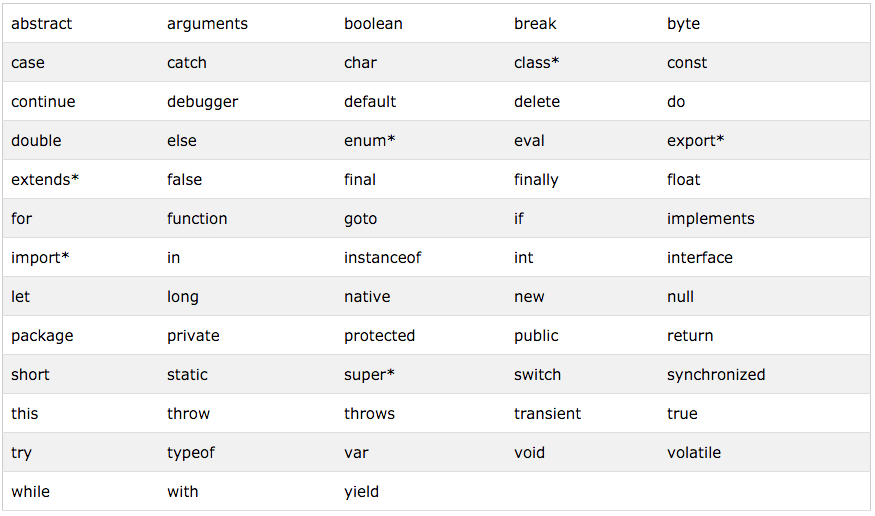 abstract arguments boolean break byte
case catch char class* const
continue debugger default delete do
double else enum* eval export*
extends* false final finally float
for function goto if implements
import* in instanceof int interface
let long native new null
package private protected public return
short static super* switch synchronized
this throw throws transient true
try typeof var void volatile
while with yield